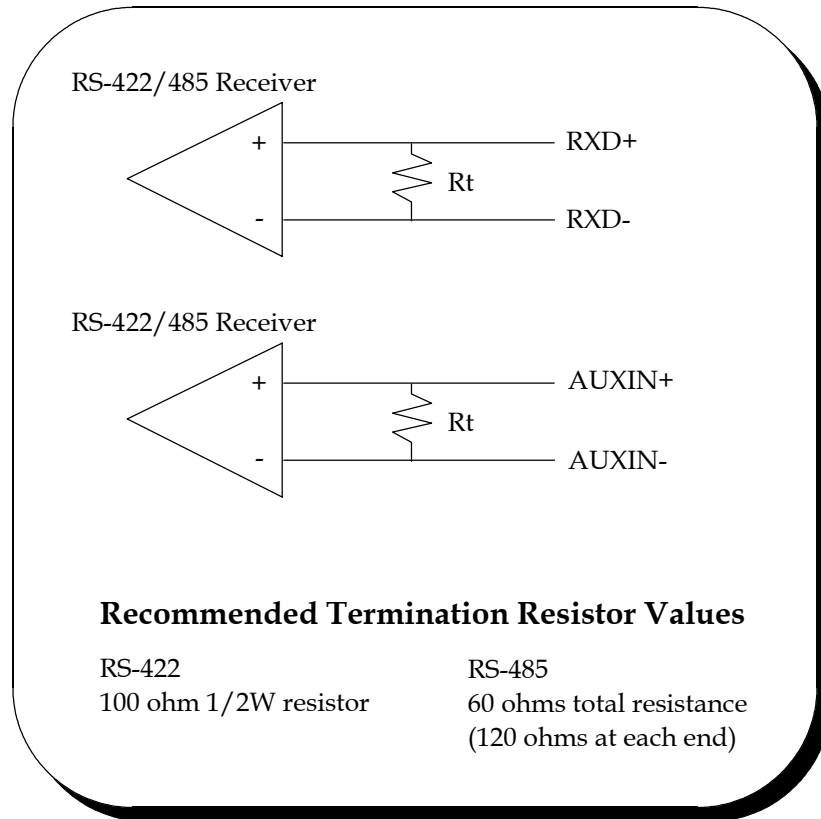 RS-422/485 Receiver
+
RXD+
Rt
-
RXD-
RS-422/485 Receiver
+
AUXIN+
Rt
-
AUXIN-
Recommended Termination Resistor Values
RS-422
100 ohm 1/2W resistor
RS-485
60 ohms total resistance
(120 ohms at each end)